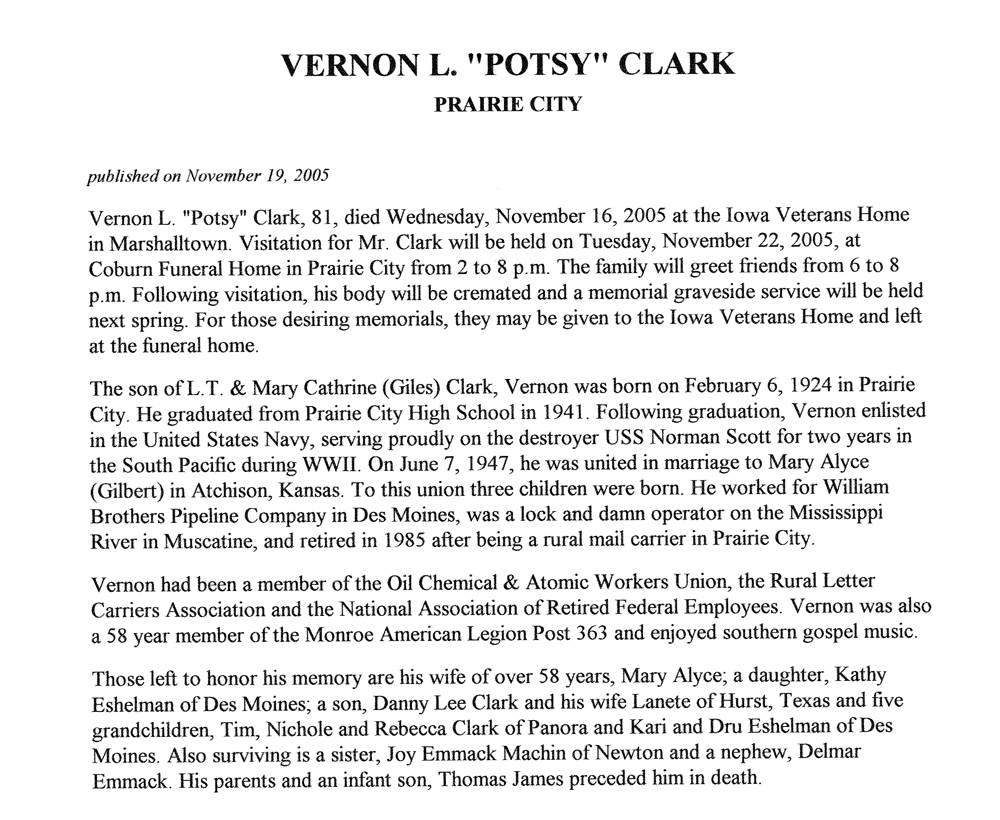 VERNON L. "POTSY" CLARK
PRAIRIE CITY
published on November 19, 2005
Vernon L. "Potsy" Clark, 81, died Wednesday, November 16, 2005 at the Iowa Veterans Home
in Marshalltown. Visitation for Mr. Clark will be held on Tuesday, November 22, 2005, at
Coburn Funeral Home in Prairie City from 2 to 8 p.m. The family will greet friends from 6 to 8
p.m. Following visitation, his body will be cremated and a memorial graveside service will be held
next spring. For those desiring memorials, they may be given to the Iowa Veterans Home and left
at the funeral home.
The son of L.T. & Mary Cathrine (Giles) Clark, Vernon was born on February 6, 1924 in Prairie
City. He graduated from Prairie City High School in 1941. Following graduation, Vernon enlisted
in the United States Navy, serving proudly on the destroyer USS Norman Scott for two years in
the South Pacific during WWII. On June 7, 1947, he was united in marriage to Mary Alyce
(Gilbert) in Atchison, Kansas. To this union three children were born. He worked for William
Brothers Pipeline Company in Des Moines, was a lock and damn operator on the Mississippi
River in Muscatine, and retired in 1985 after being a rural mail carrier in Prairie City.
Vernon had been a member of the Oil Chemical & Atomic Workers Union, the Rural Letter
Carriers Association and the National Association of Retired Federal Employees. Vernon was also
a 58 year member of the Monroe American Legion Post 363 and enjoyed southern gospel music.
Those left to honor his memory are his wife of over 58 years, Mary Alyce; a daughter, Kathy
Eshelman of Des Moines; a son, Danny Lee Clark and his wife Lanete of Hurst, Texas and five
grandchildren, Tim, Nichole and Rebecca Clark of Panora and Kari and Dru Eshelman of Des
Moines. Also surviving is a sister, Joy Emmack Machin of Newton and a nephew, Delmar
Emmack. His parents and an infant son, Thomas James preceded him in death.